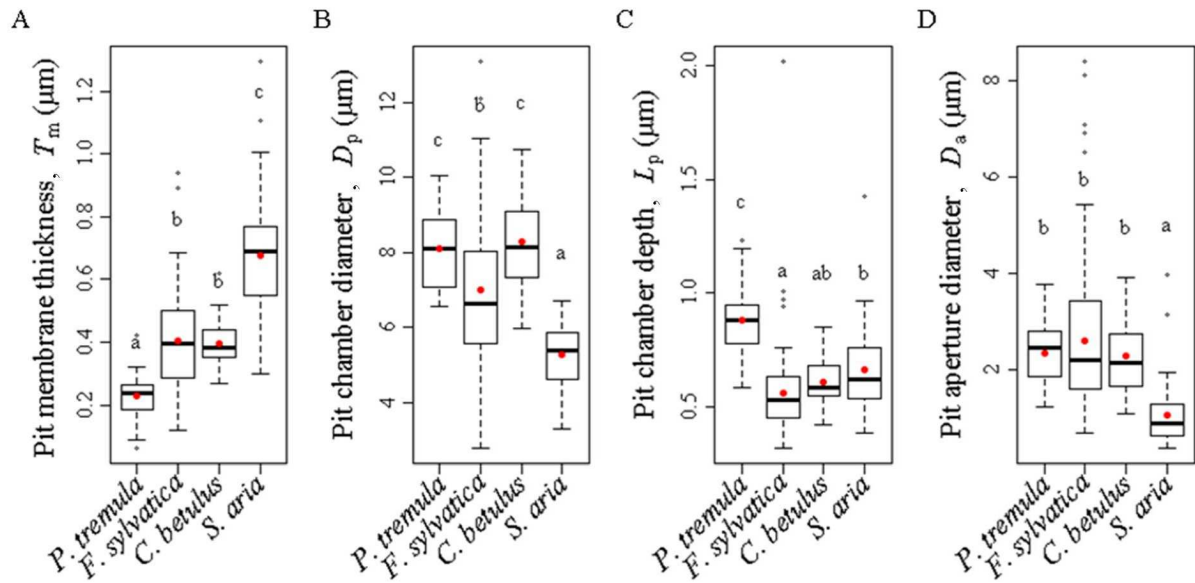 A
Pit membrane thickness, Tm (μm)
0.2
0.4
0.6
0.8
1.0
1.2
a
b
b
c
P. tremula
F. sylvatica
C. betulus
S. aria
B
Pit chamber diameter, Dp (μm)
4
6
8
10
12
c
b
c
a
P. tremula
F. sylvatica
C. betulus
S. aria
C
Pit chamber depth, Lp (μm)
0.5
1.0
1.5
2.0
c
a
ab
b
P. tremula
F. sylvatica
C. betulus
S. aria
D
Pit aperture diameter, Da (μm)
2
4
6
8
b
b
b
a
P. tremula
F. sylvatica
C. betulus
S. aria